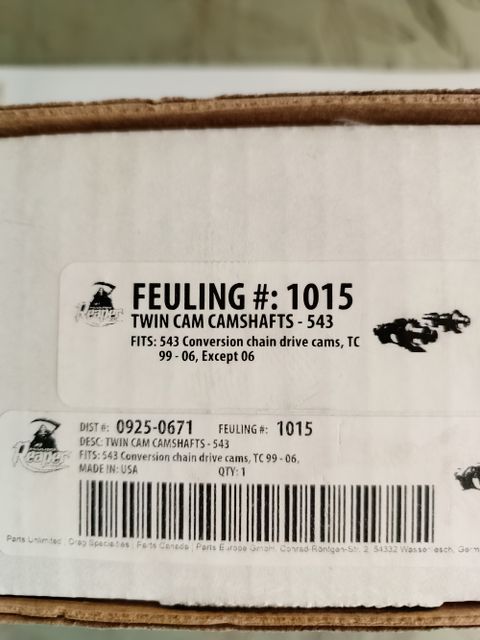 Reaper
FEULING #: 1015
TWIN CAM CAMSHAFTS - 543
FITS: 543 Conversion chain drive cams, TC
99 - 06, Except 06
Reaper
DIST #: 0925-0671 FEULING #: 1015
DESC: TWIN CAM CAMSHAFTS - 543
FITS: 543 Conversion chain drive cams, TC 99 - 06,
MADE IN: USA QTY: 1
Parts Unlimited | Drag Specialties | Parts Canada | Parts Europe GmbH, Conrad-Röntgen-Str. 2, 54332 Wasserliesch, Germ